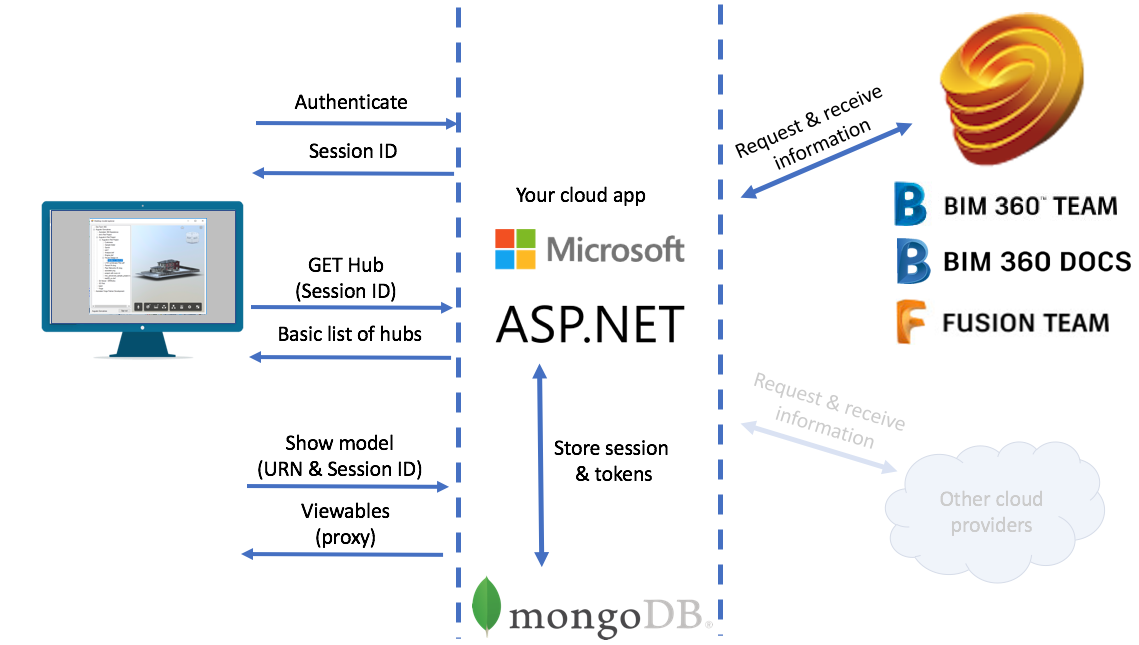 Authenticate
Session ID
GET Hub
(Session ID)
Basic list of hubs
Show model
(URN & Session ID)
Viewables
(proxy)
Your cloud app
Microsoft
ASP.NET
Store session
& tokens
mongoDB®
Request & receive
information
BIM 360™ TEAM
BIM 360 DOCS
FUSION TEAM
Request & receive
information
Other cloud
providers